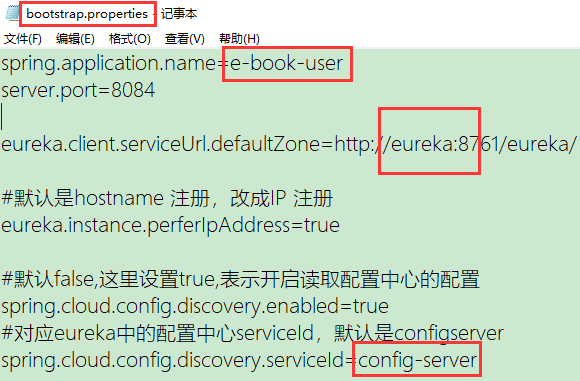 bootstrap.properties - 记事本
文件(F) 编辑(E) 格式(O) 查看(V) 帮助(H)
spring.application.name=e-book-user
server.port=8084
eureka.client.serviceUrl.defaultZone=http://eureka:8761/eureka/
#默认是hostname 注册，改成IP 注册
eureka.instance.perferIpAddress=true
#默认false,这里设置true,表示开启读取配置中心的配置
spring.cloud.config.discovery.enabled=true
#对应eureka中的配置中心serviceId，默认是configserver
spring.cloud.config.discovery.serviceId=config-server